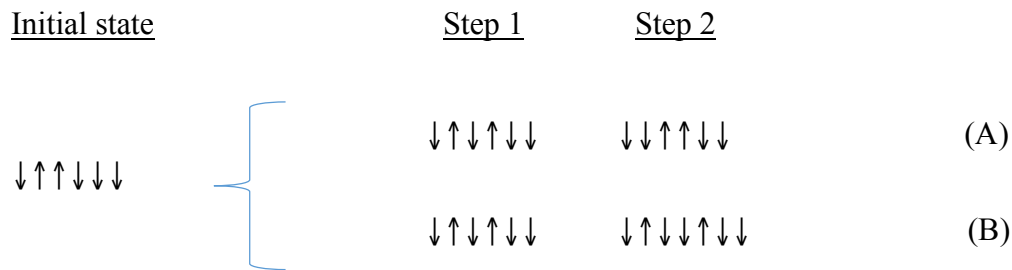 Initial state Step 1 Step 2
↓↑↓↑↓↓ ↓↓↑↑↓↓ (A)
↓↑↑↓↓↓
↓↑↓↑↓↓ ↓↑↓↓↑↓↓ (B)